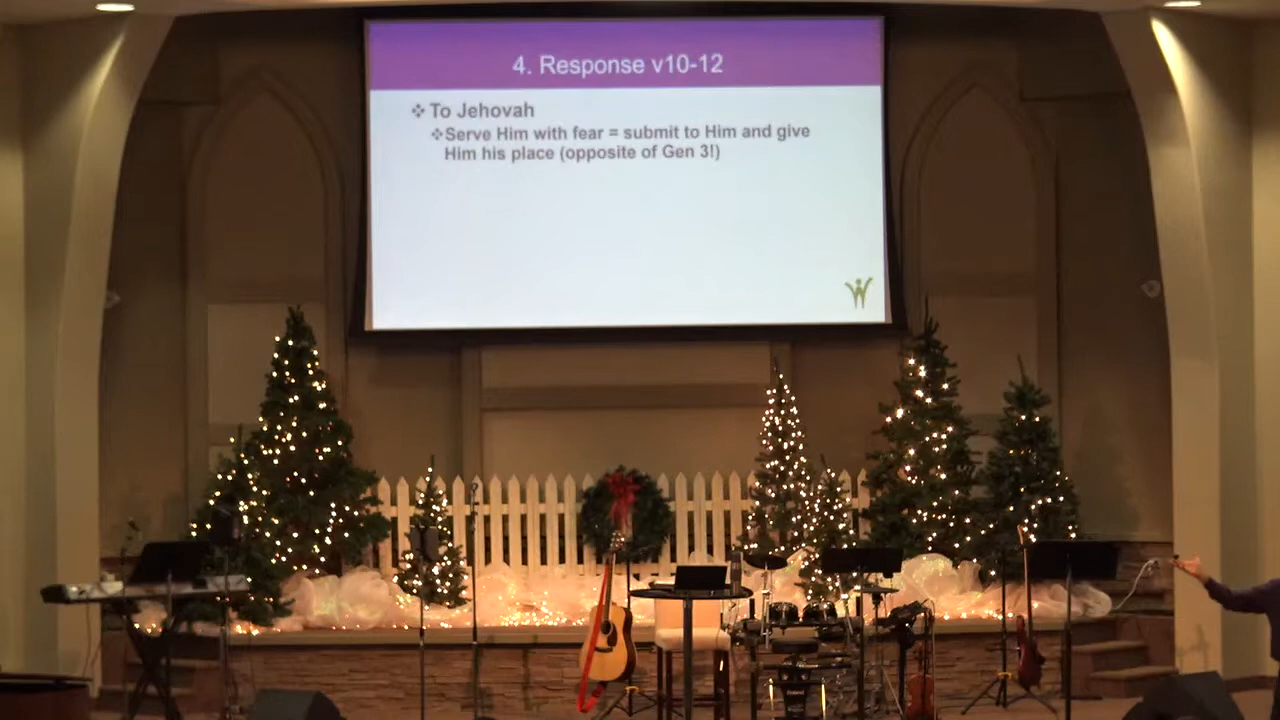 4. Response v10-12
❖ To Jehovah
❖Serve Him with fear = submit to Him and give
Him his place (opposite of Gen 3!)
Roland